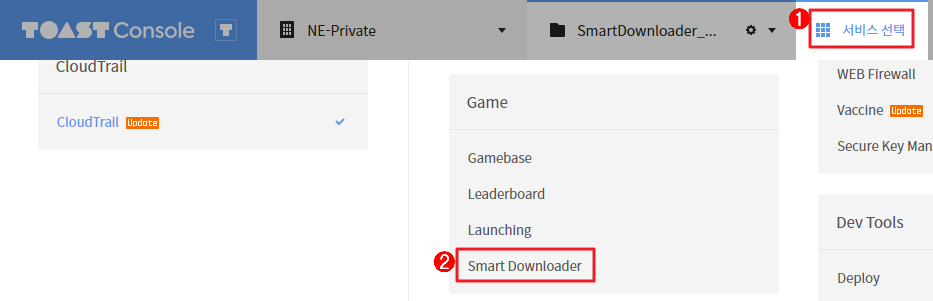 TOAST Console T
NE-Private
SmartDownloader_...
1 서비스 선택
CloudTrail
CloudTrail Update
Game
Gamebase
Leaderboard
Launching
2 Smart Downloader
WEB Firewall
Vaccine Update
Secure Key Man
Dev Tools
Deploy